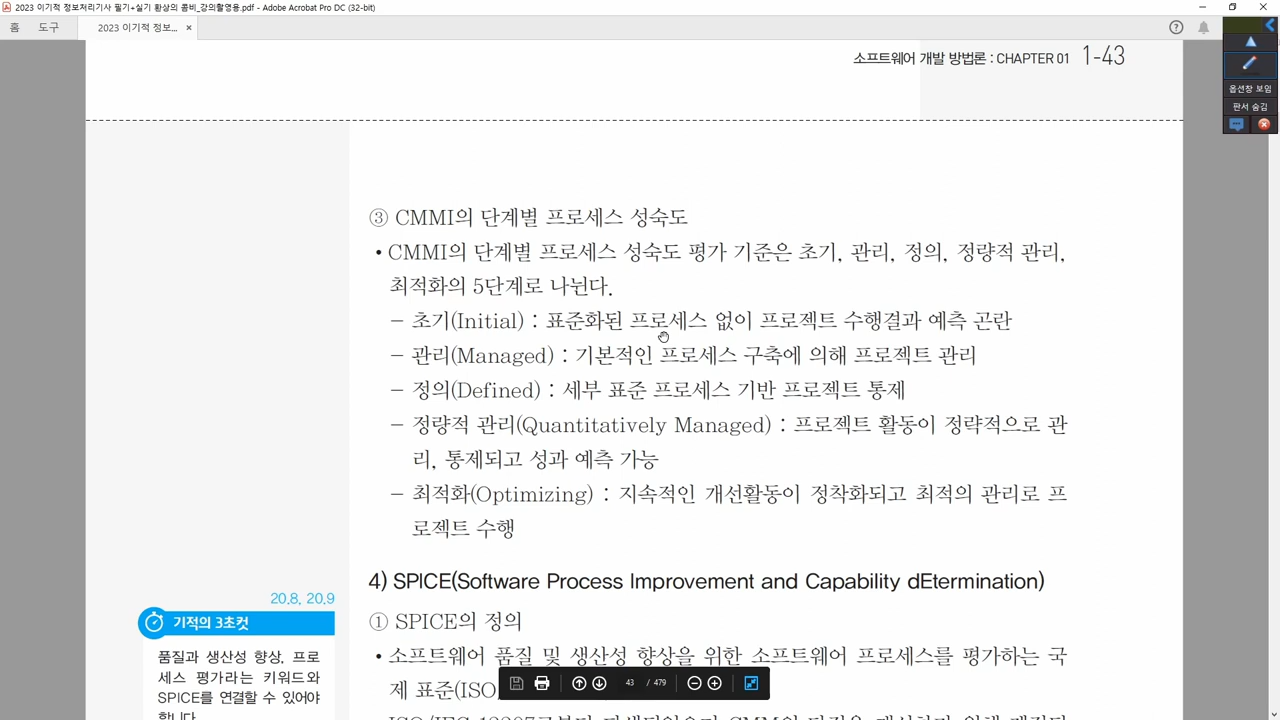 2023 이기적 정보처리기사 필기+실기 환상의 콤비_강의촬영용.pdf - Adobe Acrobat Pro DC (32-bit)
홈 도구 2023 이기적 정보... ×
옵션창 보임
판서 숨김
소프트웨어 개발 방법론 : CHAPTER 01 1-43
③ CMMI의 단계별 프로세스 성숙도
• CMMI의 단계별 프로세스 성숙도 평가 기준은 초기, 관리, 정의, 정량적 관리,
최적화의 5단계로 나뉜다.
– 초기(Initial) : 표준화된 프로세스 없이 프로젝트 수행결과 예측 곤란
– 관리(Managed) : 기본적인 프로세스 구축에 의해 프로젝트 관리
– 정의(Defined) : 세부 표준 프로세스 기반 프로젝트 통제
– 정량적 관리(Quantitatively Managed) : 프로젝트 활동이 정략적으로 관
리, 통제되고 성과 예측 가능
– 최적화(Optimizing) : 지속적인 개선활동이 정착화되고 최적의 관리로 프
로젝트 수행
4) SPICE(Software Process Improvement and Capability dEtermination)
① SPICE의 정의
• 소프트웨어 품질 및 생산성 향상을 위한 소프트웨어 프로세스를 평가하는 국
제 표준(ISO
20.8, 20.9
기적의 3초컷
품질과 생산성 향상, 프로
세스 평가라는 키워드와
SPICE를 연결할 수 있어야
합니다.
43 / 479